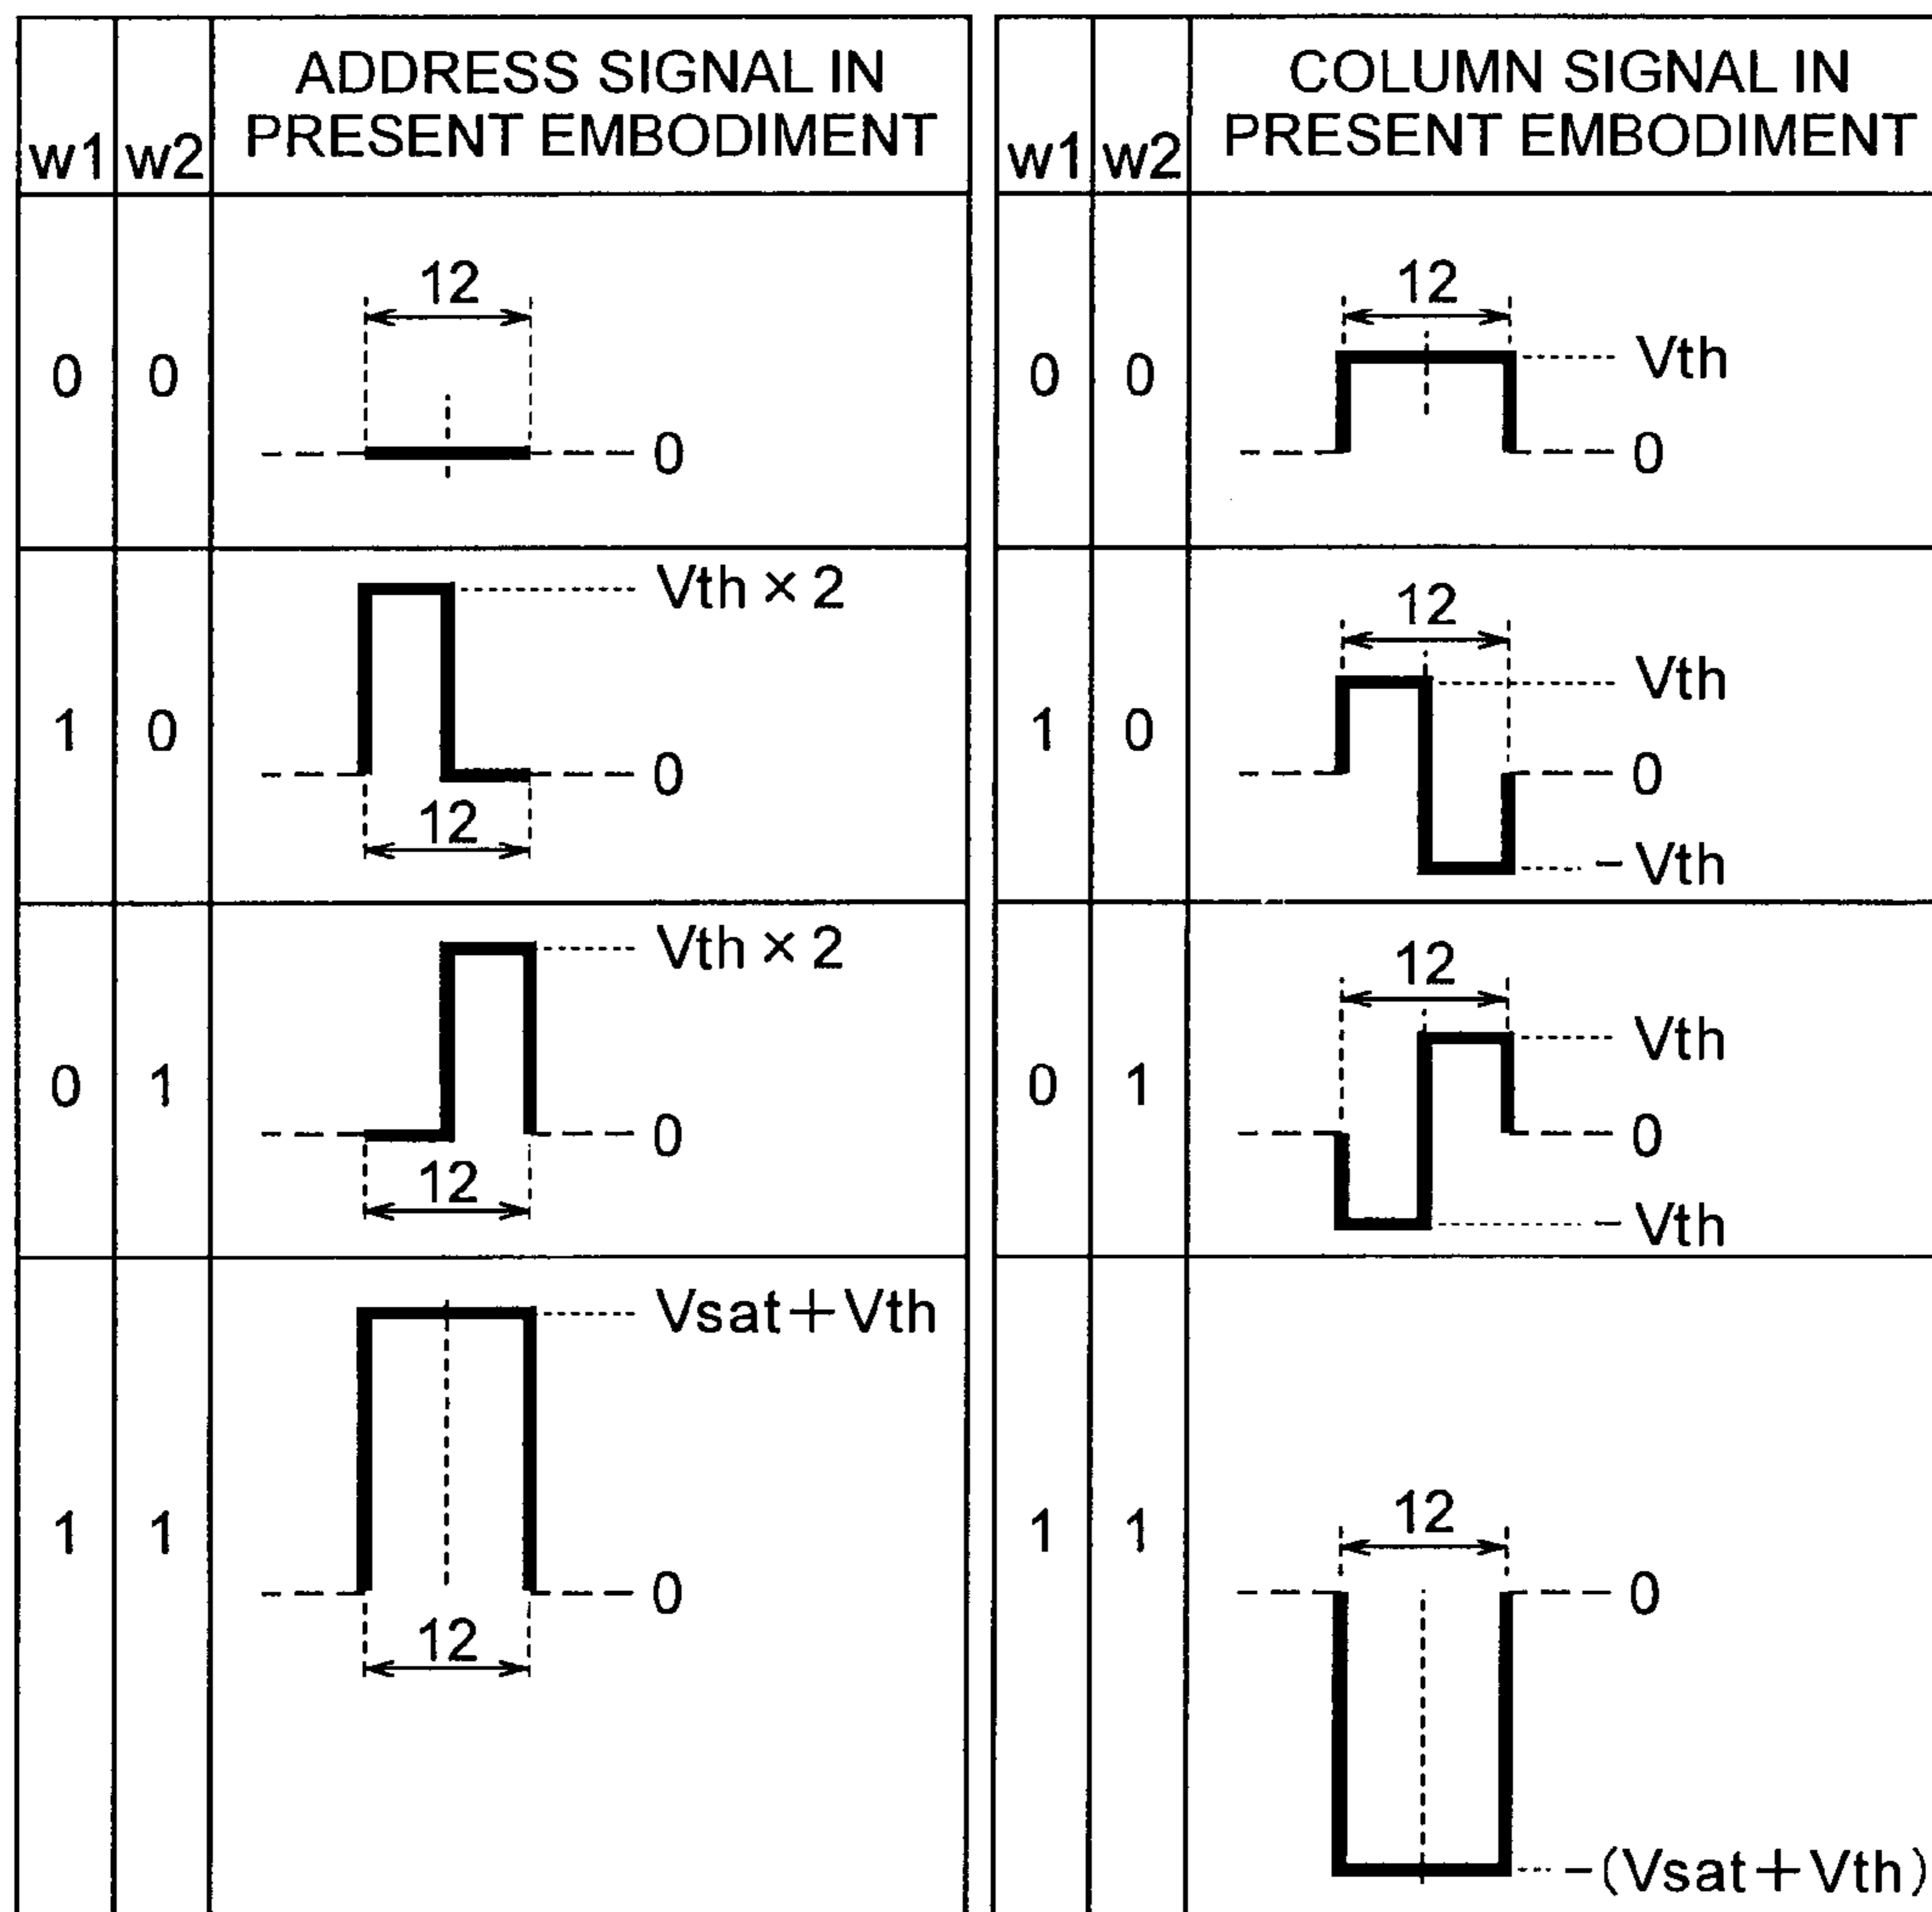 w1 w2 ADDRESS SIGNAL IN
PRESENT EMBODIMENT
0 0
12
0
1 0
Vth × 2
0
12
0 1
Vth × 2
0
12
1 1
Vsat+Vth
0
12
w1 w2 COLUMN SIGNAL IN
PRESENT EMBODIMENT
0 0
12
Vth
0
1 0
12
Vth
0
−Vth
0 1
12
Vth
0
−Vth
1 1
12
0
−(Vsat+Vth)